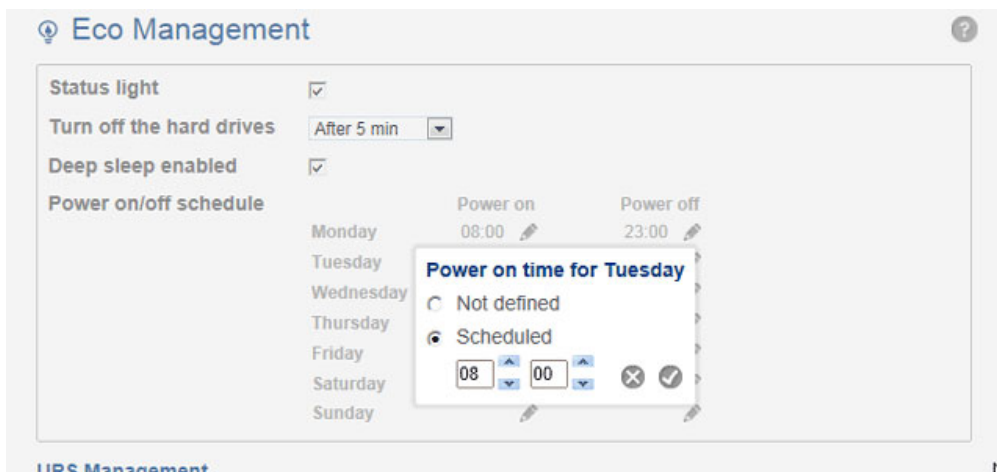 Eco Management
?
Status light
Turn off the hard drives After 5 min
Deep sleep enabled
Power on/off schedule Power on Power off
Monday 08:00 23:00
Tuesday
Power on time for Tuesday
Wednesday
Not defined
Thursday
Scheduled
Friday
08 00
Saturday
Sunday
UPS Management